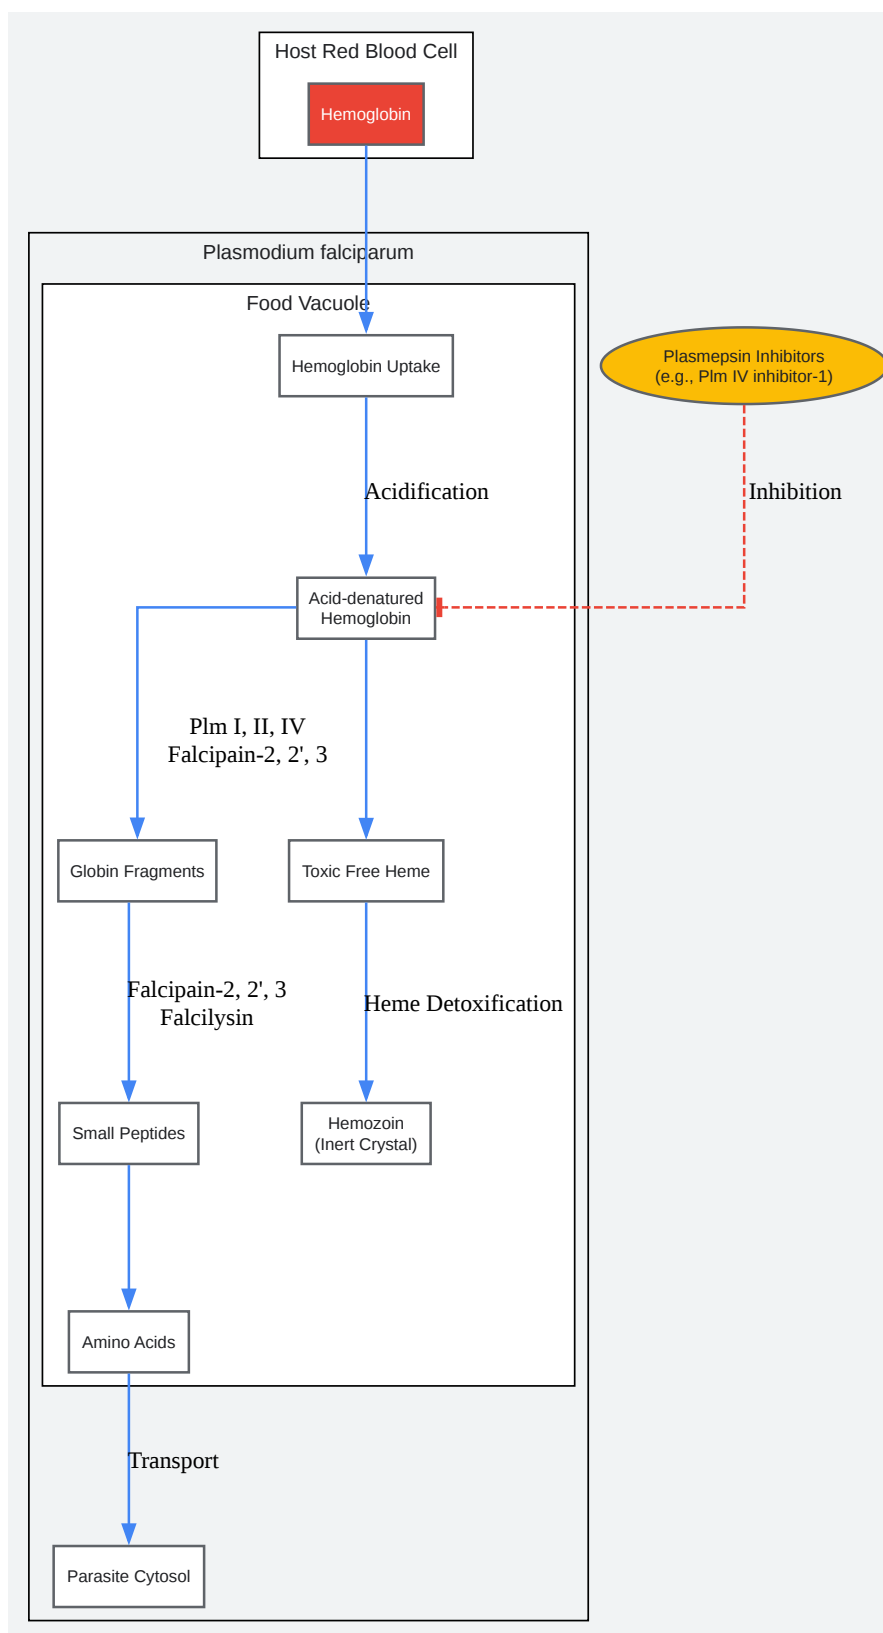 Host Red Blood Cell
Hemoglobin
Plasmodium falciparum
Food Vacuole
Hemoglobin Uptake
Plasmepsin Inhibitors
(e.g., Plm IV inhibitor-1)
Acidification
Inhibition
Acid-denatured
Hemoglobin
Plm I, II, IV
Falcipain-2, 2', 3
Globin Fragments
Toxic Free Heme
Falcipain-2, 2', 3
Falcilysin
Heme Detoxification
Small Peptides
Hemozoin
(Inert Crystal)
Amino Acids
Transport
Parasite Cytosol